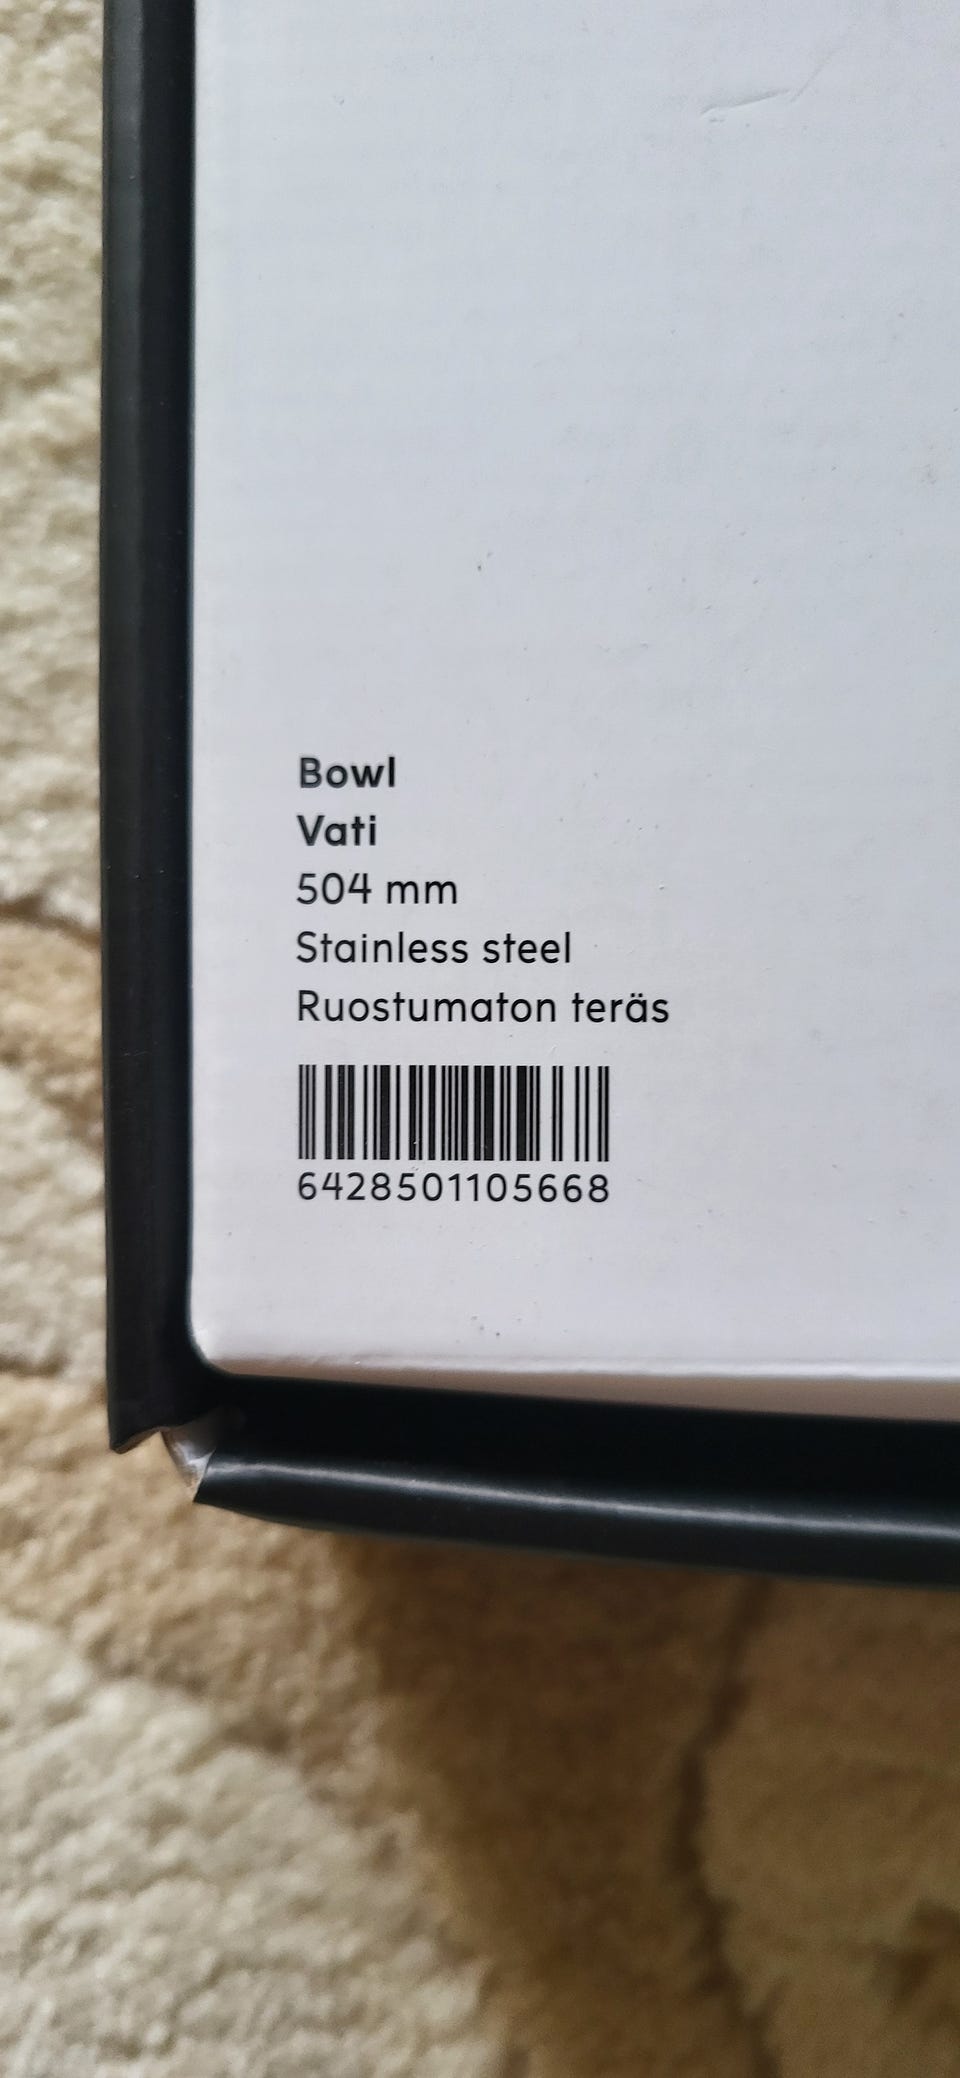 Bowl
Vati
504 mm
Stainless steel
Ruostumaton teräs
6428501105668